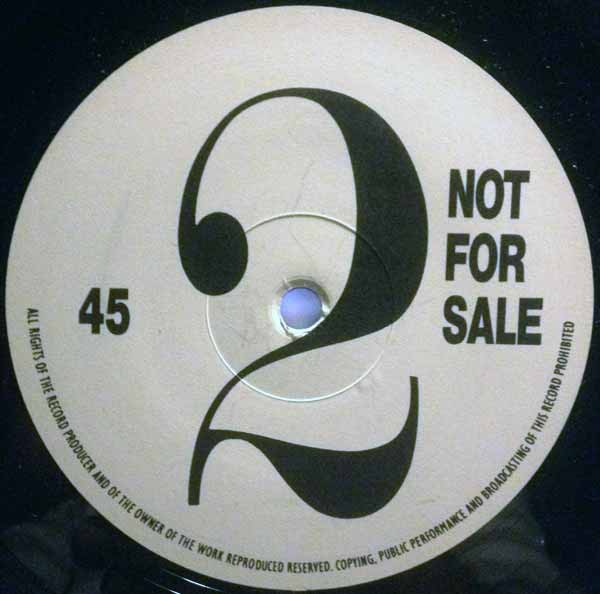 2
NOT
FOR
SALE
45
ALL RIGHTS OF THE RECORD PRODUCER AND OF THE OWNER OF THE WORK REPRODUCED RESERVED. COPYING, PUBLIC PERFORMANCE AND BROADCASTING OF THIS RECORD PROHIBITED